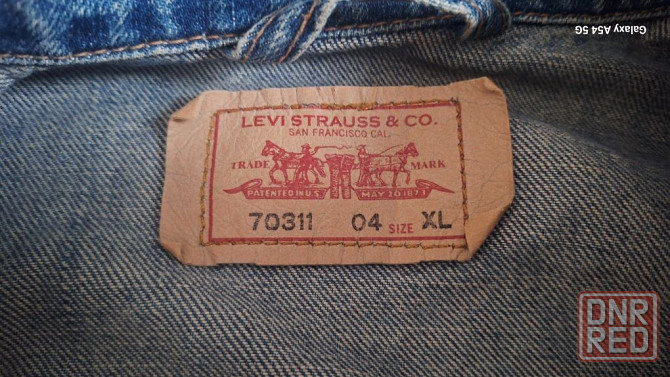 Galaxy A54 5G
LEVI STRAUSS & CO.
SAN FRANCISCO CAL.
TRADE MARK
PATENTED IN U.S. MAY 20 1873
70311 04 SIZE XL
DNR
RED